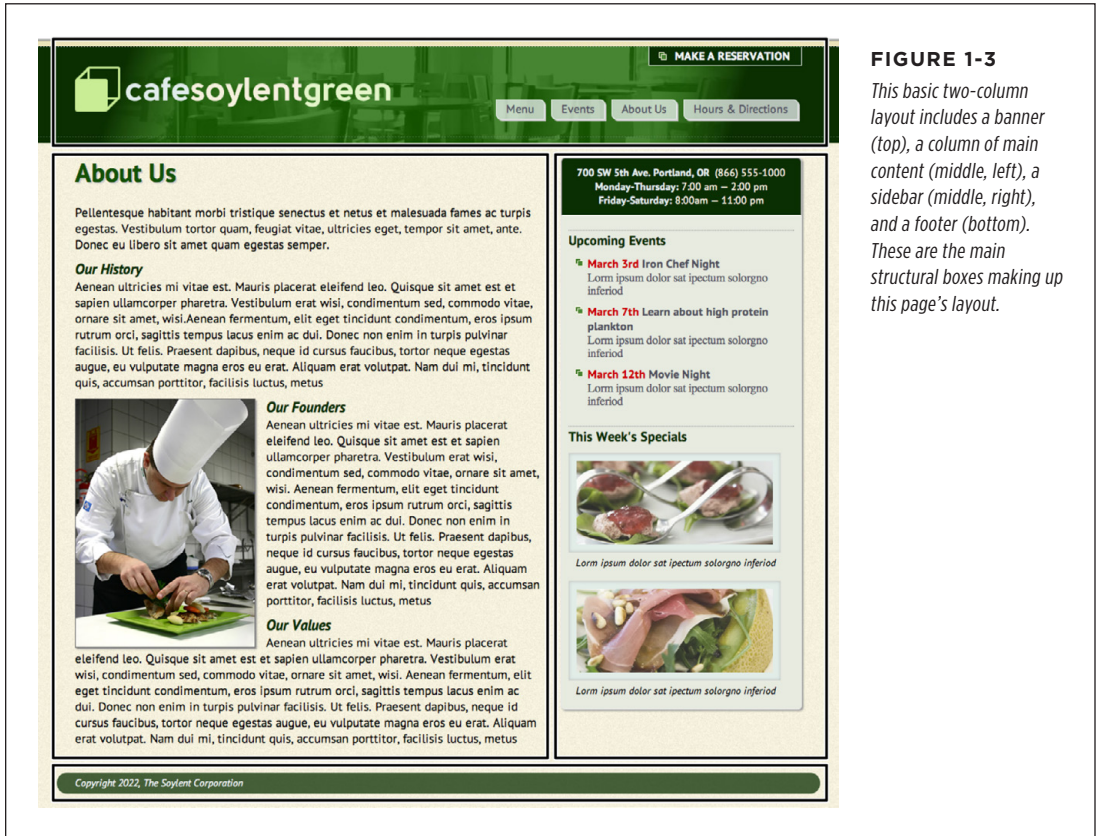 MAKE A RESERVATION
cafesoylentgreen
Menu
Events
About Us
Hours & Directions
About Us
Pellentesque habitant morbi tristique senectus et netus et malesuada fames ac turpis
egestas. Vestibulum tortor quam, feugiat vitae, ultricies eget, tempor sit amet, ante.
Donec eu libero sit amet quam egestas semper.
Our History
Aenean ultricies mi vitae est. Mauris placerat eleifend leo. Quisque sit amet est et
sapien ullamcorper pharetra. Vestibulum erat wisi, condimentum sed, commodo vitae,
ornare sit amet, wisi.Aenean fermentum, elit eget tincidunt condimentum, eros ipsum
rutrum orci, sagittis tempus lacus enim ac dui. Donec non enim in turpis pulvinar
facilisis. Ut felis. Praesent dapibus, neque id cursus faucibus, tortor neque egestas
augue, eu vulputate magna eros eu erat. Aliquam erat volutpat. Nam dui mi, tincidunt
quis, accumsan porttitor, facilisis luctus, metus
Our Founders
Aenean ultricies mi vitae est. Mauris placerat
eleifend leo. Quisque sit amet est et sapien
ullamcorper pharetra. Vestibulum erat wisi,
condimentum sed, commodo vitae, ornare sit amet,
wisi. Aenean fermentum, elit eget tincidunt
condimentum, eros ipsum rutrum orci, sagittis
tempus lacus enim ac dui. Donec non enim in
turpis pulvinar facilisis. Ut felis. Praesent dapibus,
neque id cursus faucibus, tortor neque egestas
augue, eu vulputate magna eros eu erat. Aliquam
erat volutpat. Nam dui mi, tincidunt quis, accumsan
porttitor, facilisis luctus, metus
Our Values
Aenean ultricies mi vitae est. Mauris placerat
eleifend leo. Quisque sit amet est et sapien ullamcorper pharetra. Vestibulum erat
wisi, condimentum sed, commodo vitae, ornare sit amet, wisi. Aenean fermentum, elit
eget tincidunt condimentum, eros ipsum rutrum orci, sagittis tempus lacus enim ac
dui. Donec non enim in turpis pulvinar facilisis. Ut felis. Praesent dapibus, neque id
cursus faucibus, tortor neque egestas augue, eu vulputate magna eros eu erat. Aliquam
erat volutpat. Nam dui mi, tincidunt quis, accumsan porttitor, facilisis luctus, metus
700 SW 5th Ave. Portland, OR (866) 555-1000
Monday-Thursday: 7:00 am — 2:00 pm
Friday-Saturday: 8:00am — 11:00 pm
Upcoming Events
March 3rd Iron Chef Night
Lorm ipsum dolor sat ipectum solorgno
inferiod
March 7th Learn about high protein
plankton
Lorm ipsum dolor sat ipectum solorgno
inferiod
March 12th Movie Night
Lorm ipsum dolor sat ipectum solorgno
inferiod
This Week's Specials
Lorm ipsum dolor sat ipectum solorgno inferiod
Lorm ipsum dolor sat ipectum solorgno inferiod
Copyright 2022, The Soylent Corporation
FIGURE 1-3
This basic two-column
layout includes a banner
(top), a column of main
content (middle, left), a
sidebar (middle, right),
and a footer (bottom).
These are the main
structural boxes making up
this page's layout.